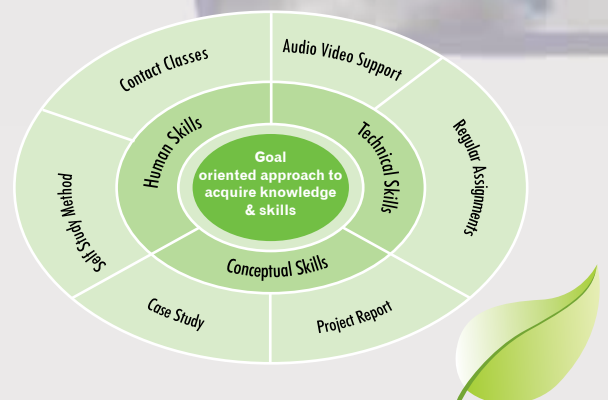 Contact Classes
Audio Video Support
Regular Assignments
Project Report
Case Study
Self Study Method
Human Skills
Technical Skills
Conceptual Skills
Goal
oriented approach to
acquire knowledge
& skills